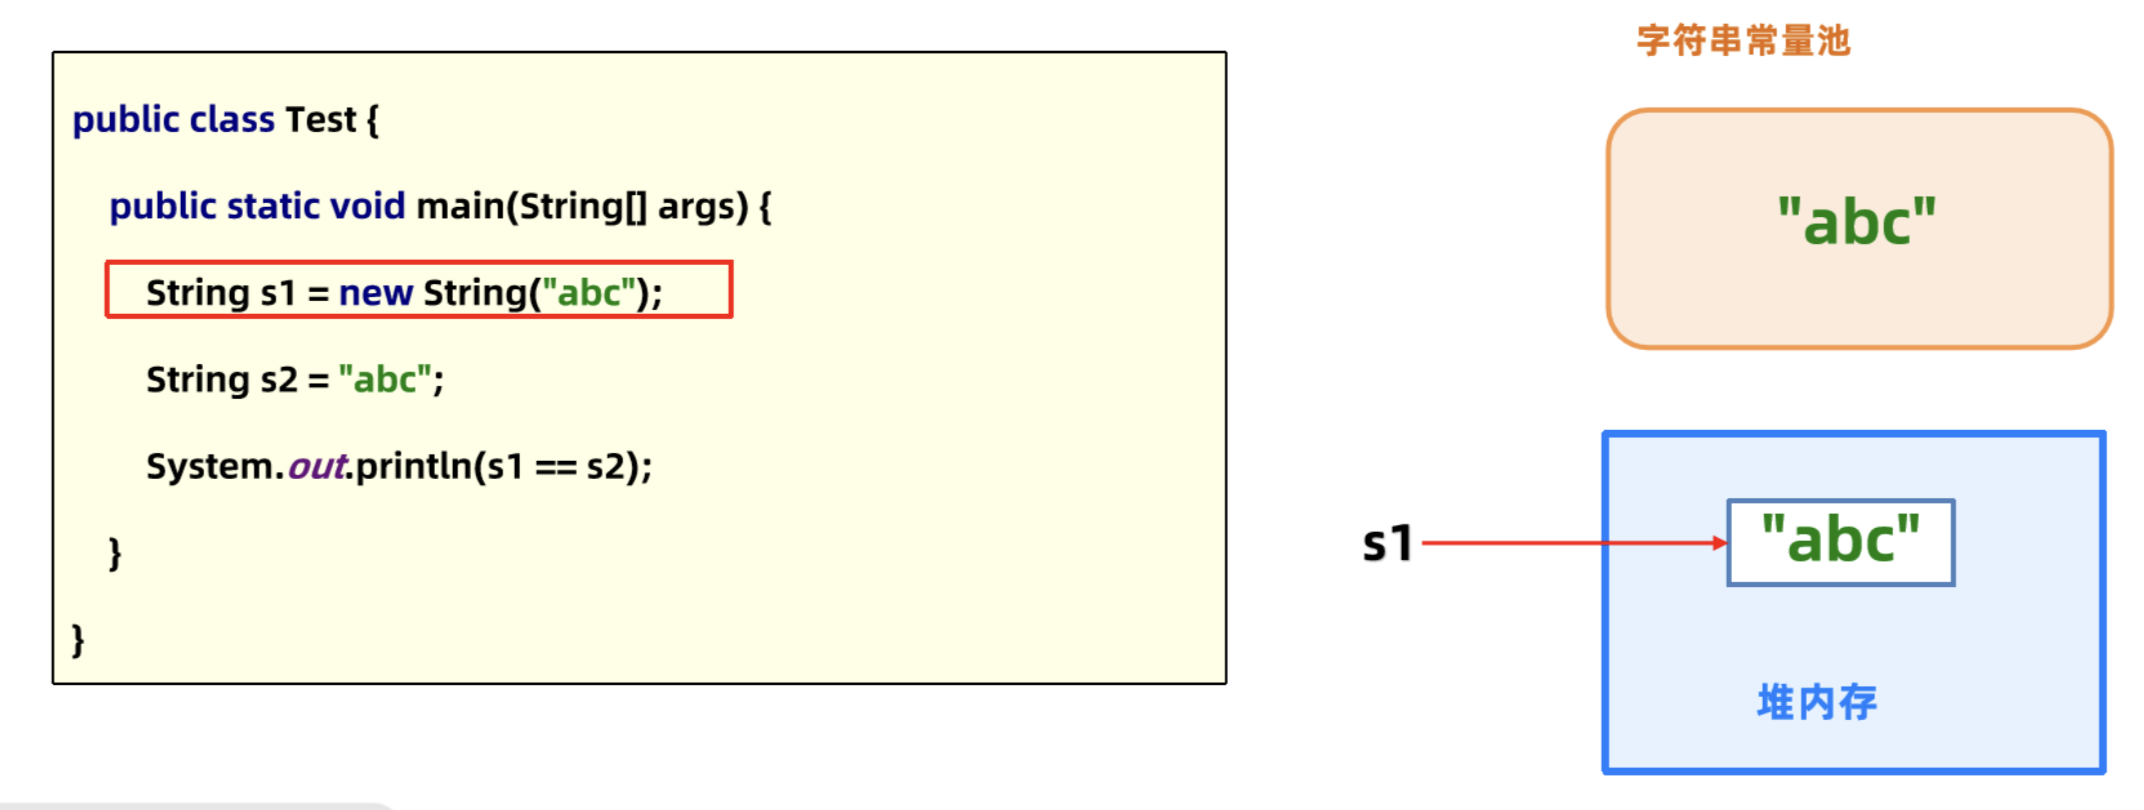 public class Test {
public static void main(String[] args) {
String s1 = new String("abc");
String s2 = "abc";
System.out.println(s1 == s2);
}
}
字符串常量池
"abc"
s1
"abc"
堆内存